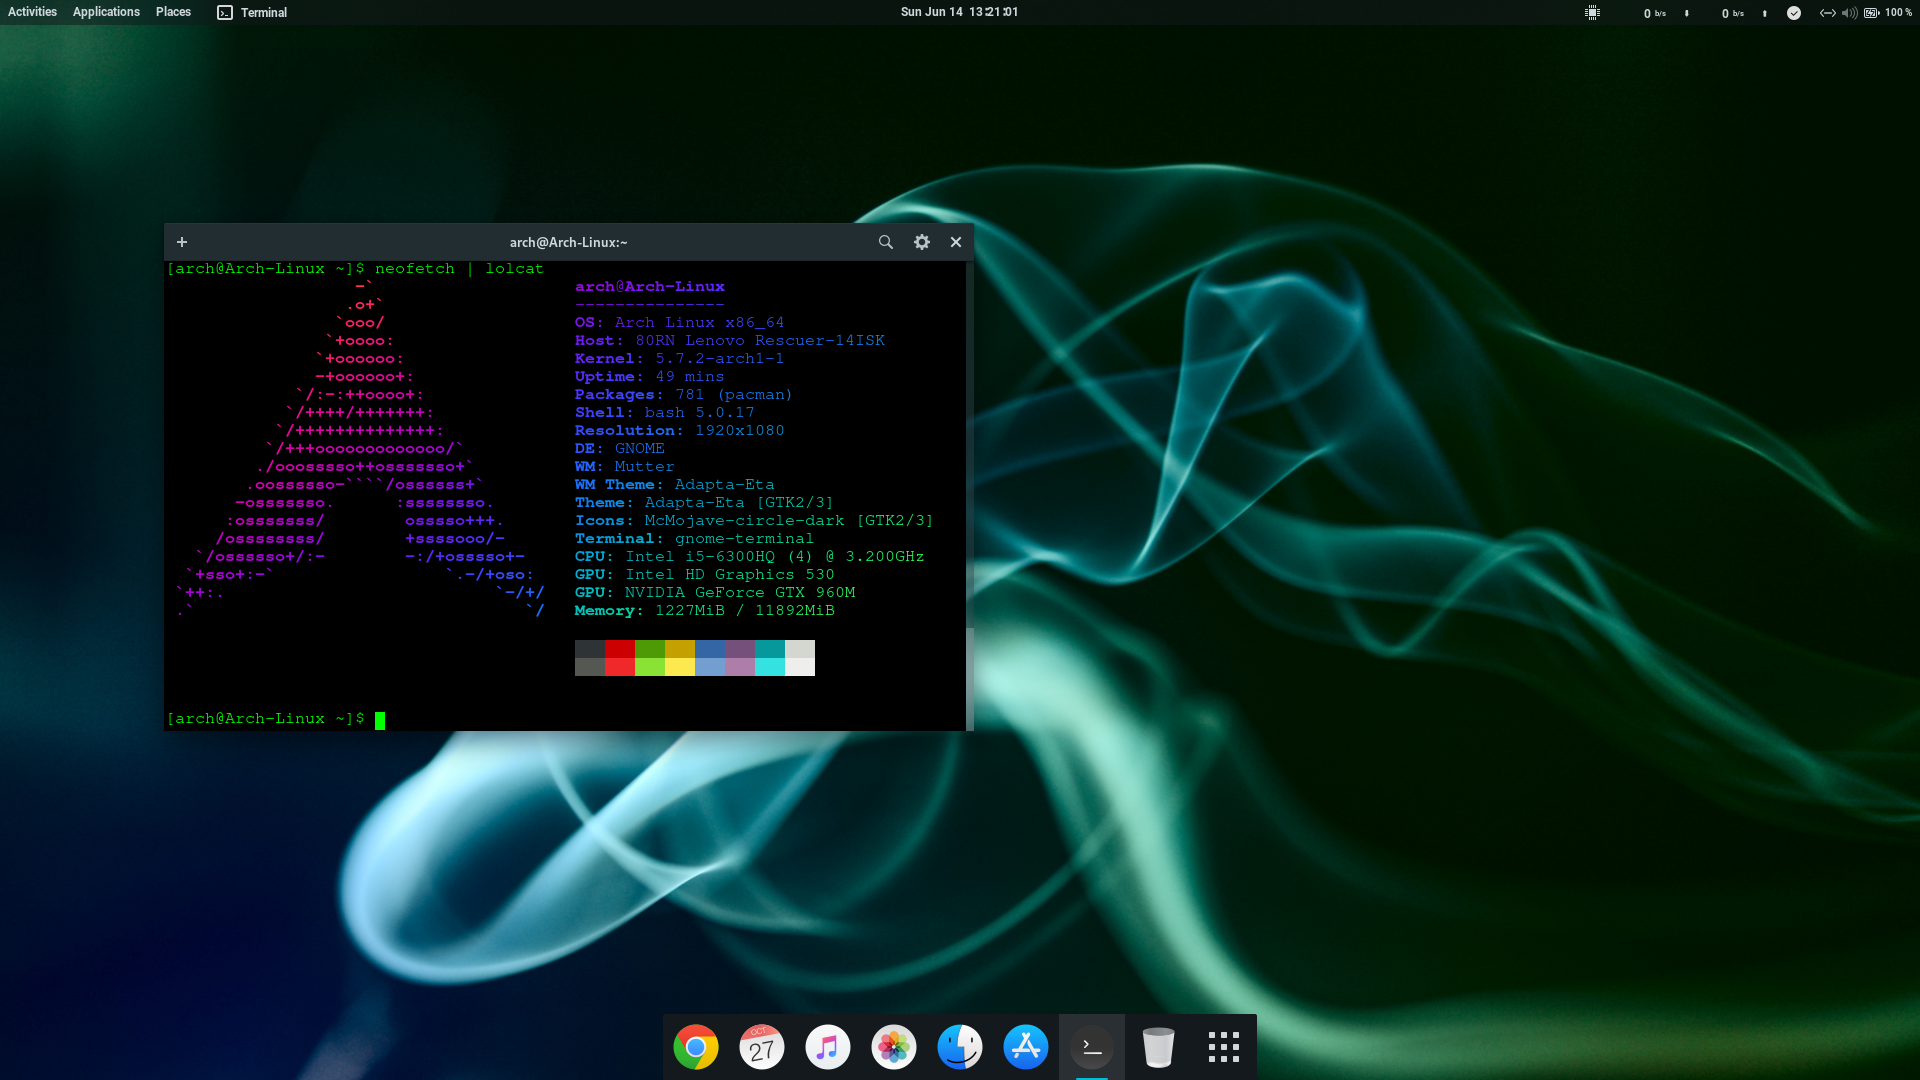 Activities Applications Places Terminal Sun Jun 14 13:21:01 0 b/s 0 b/s 100 %
arch@Arch-Linux:~
[arch@Arch-Linux ~]$ neofetch | lolcat
-` arch@Arch-Linux
.o+` ---------------
`ooo/ OS: Arch Linux x86_64
`+oooo: Host: 80RN Lenovo Rescuer-14ISK
`+oooooo: Kernel: 5.7.2-arch1-1
-+oooooo+: Uptime: 49 mins
`/:-:++oooo+: Packages: 781 (pacman)
`/++++/+++++++: Shell: bash 5.0.17
`/++++++++++++++: Resolution: 1920x1080
`/+++ooooooooooooo/` DE: GNOME
./ooosssso++osssssso+` WM: Mutter
.oossssso-````/ossssss+` WM Theme: Adapta-Eta
-osssssso. :ssssssso. Theme: Adapta-Eta [GTK2/3]
:osssssss/ osssso+++. Icons: McMojave-circle-dark [GTK2/3]
/ossssssss/ +ssssooo/- Terminal: gnome-terminal
`/ossssso+/:- -:/+osssso+- CPU: Intel i5-6300HQ (4) @ 3.200GHz
`+sso+:-` `.-/+oso: GPU: Intel HD Graphics 530
`++:. `-/+/ GPU: NVIDIA GeForce GTX 960M
.` `/ Memory: 1227MiB / 11892MiB
[arch@Arch-Linux ~]$
OCT
27